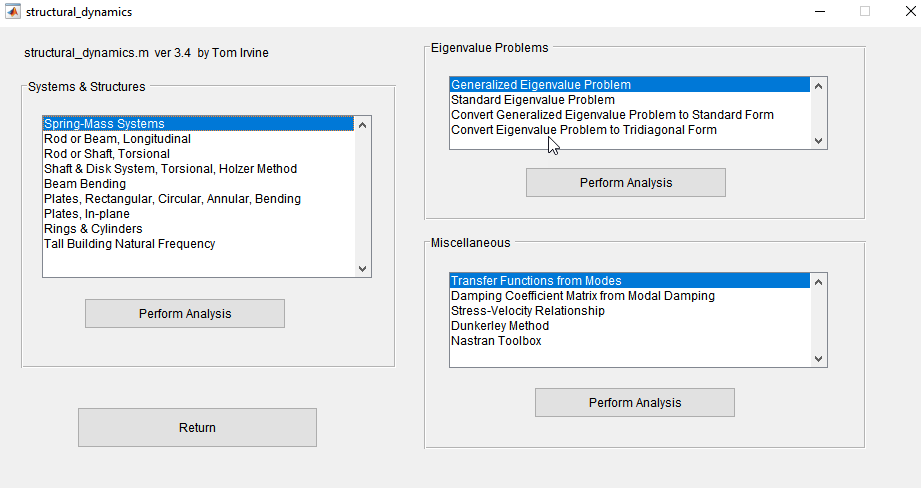 structural_dynamics
structural_dynamics.m ver 3.4 by Tom Irvine
Systems & Structures
Spring-Mass Systems
Rod or Beam, Longitudinal
Rod or Shaft, Torsional
Shaft & Disk System, Torsional, Holzer Method
Beam Bending
Plates, Rectangular, Circular, Annular, Bending
Plates, In-plane
Rings & Cylinders
Tall Building Natural Frequency
Perform Analysis
Return
Eigenvalue Problems
Generalized Eigenvalue Problem
Standard Eigenvalue Problem
Convert Generalized Eigenvalue Problem to Standard Form
Convert Eigenvalue Problem to Tridiagonal Form
Perform Analysis
Miscellaneous
Transfer Functions from Modes
Damping Coefficient Matrix from Modal Damping
Stress-Velocity Relationship
Dunkerley Method
Nastran Toolbox
Perform Analysis